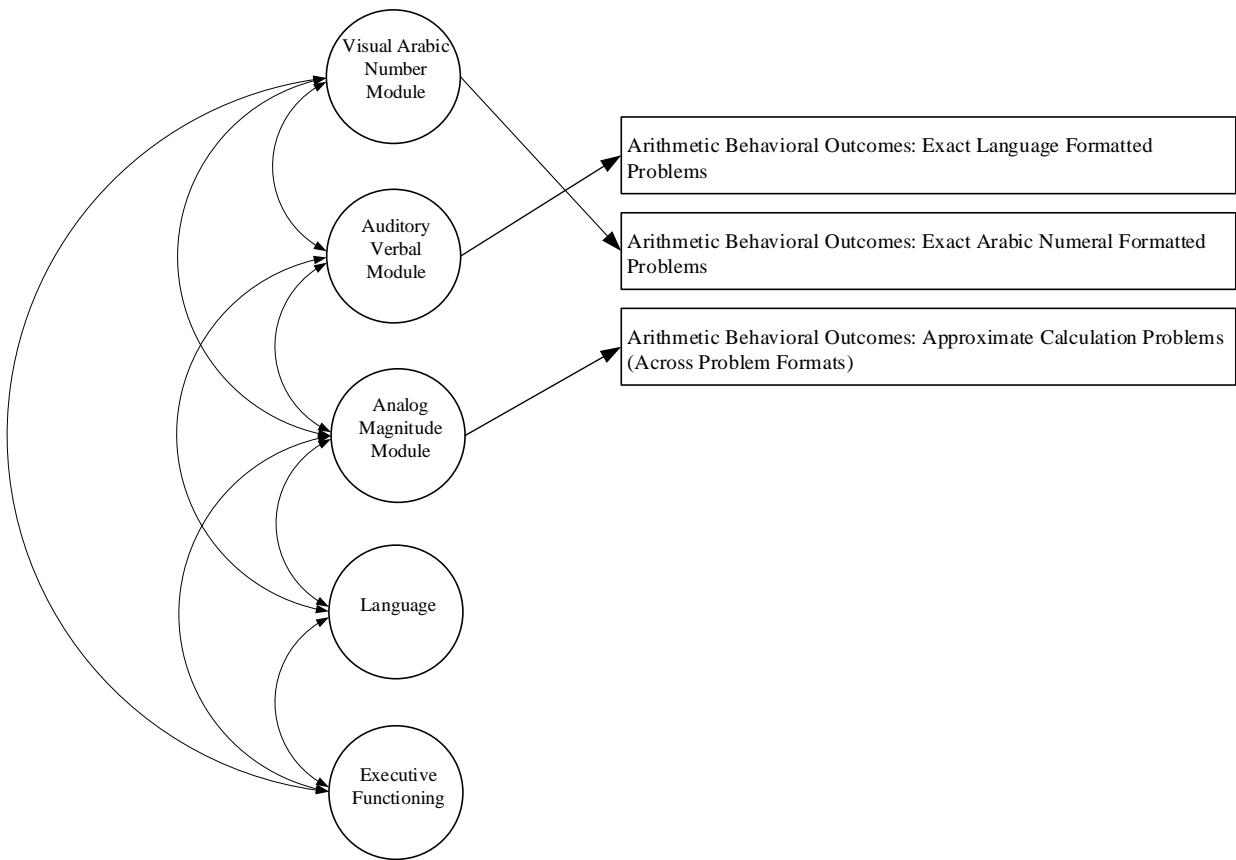 Visual Arabic
Number
Module
Auditory
Verbal
Module
Analog
Magnitude
Module
Language
Executive
Functioning
Arithmetic Behavioral Outcomes: Exact Language Formatted
Problems
Arithmetic Behavioral Outcomes: Exact Arabic Numeral Formatted
Problems
Arithmetic Behavioral Outcomes: Approximate Calculation Problems
(Across Problem Formats)